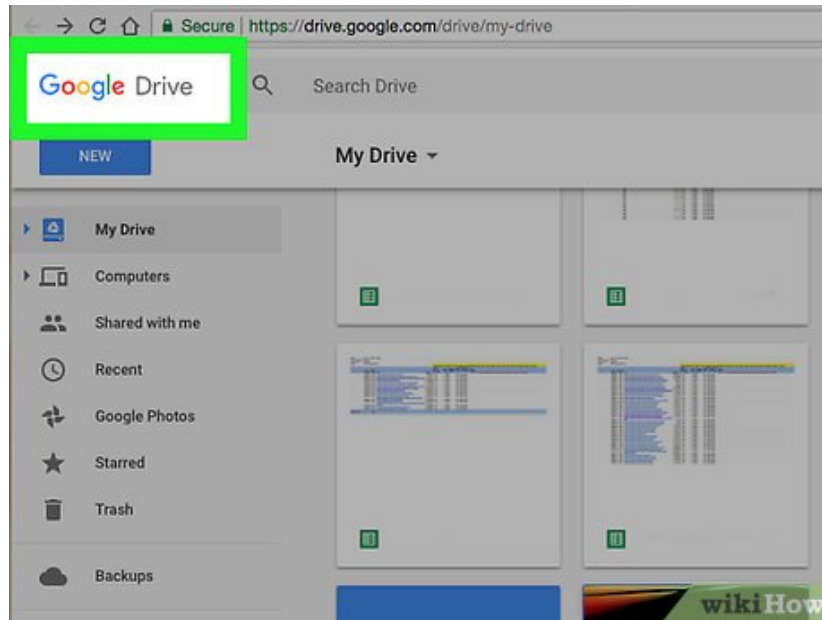 Secure | https://drive.google.com/drive/my-drive
Google Drive
Search Drive
NEW
My Drive
My Drive
Computers
Shared with me
Recent
Google Photos
Starred
Trash
Backups
wikiHow